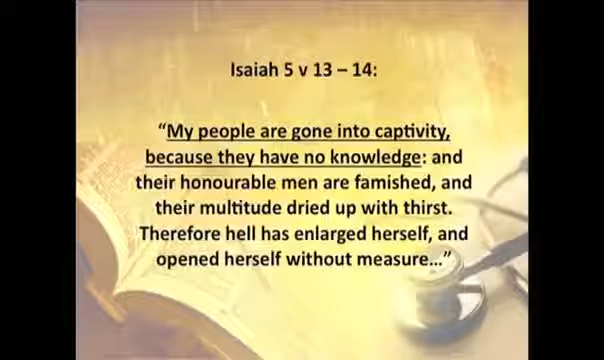 Isaiah 5 v 13 – 14:
“My people are gone into captivity,
because they have no knowledge: and
their honourable men are famished, and
their multitude dried up with thirst.
Therefore hell has enlarged herself, and
opened herself without measure…”